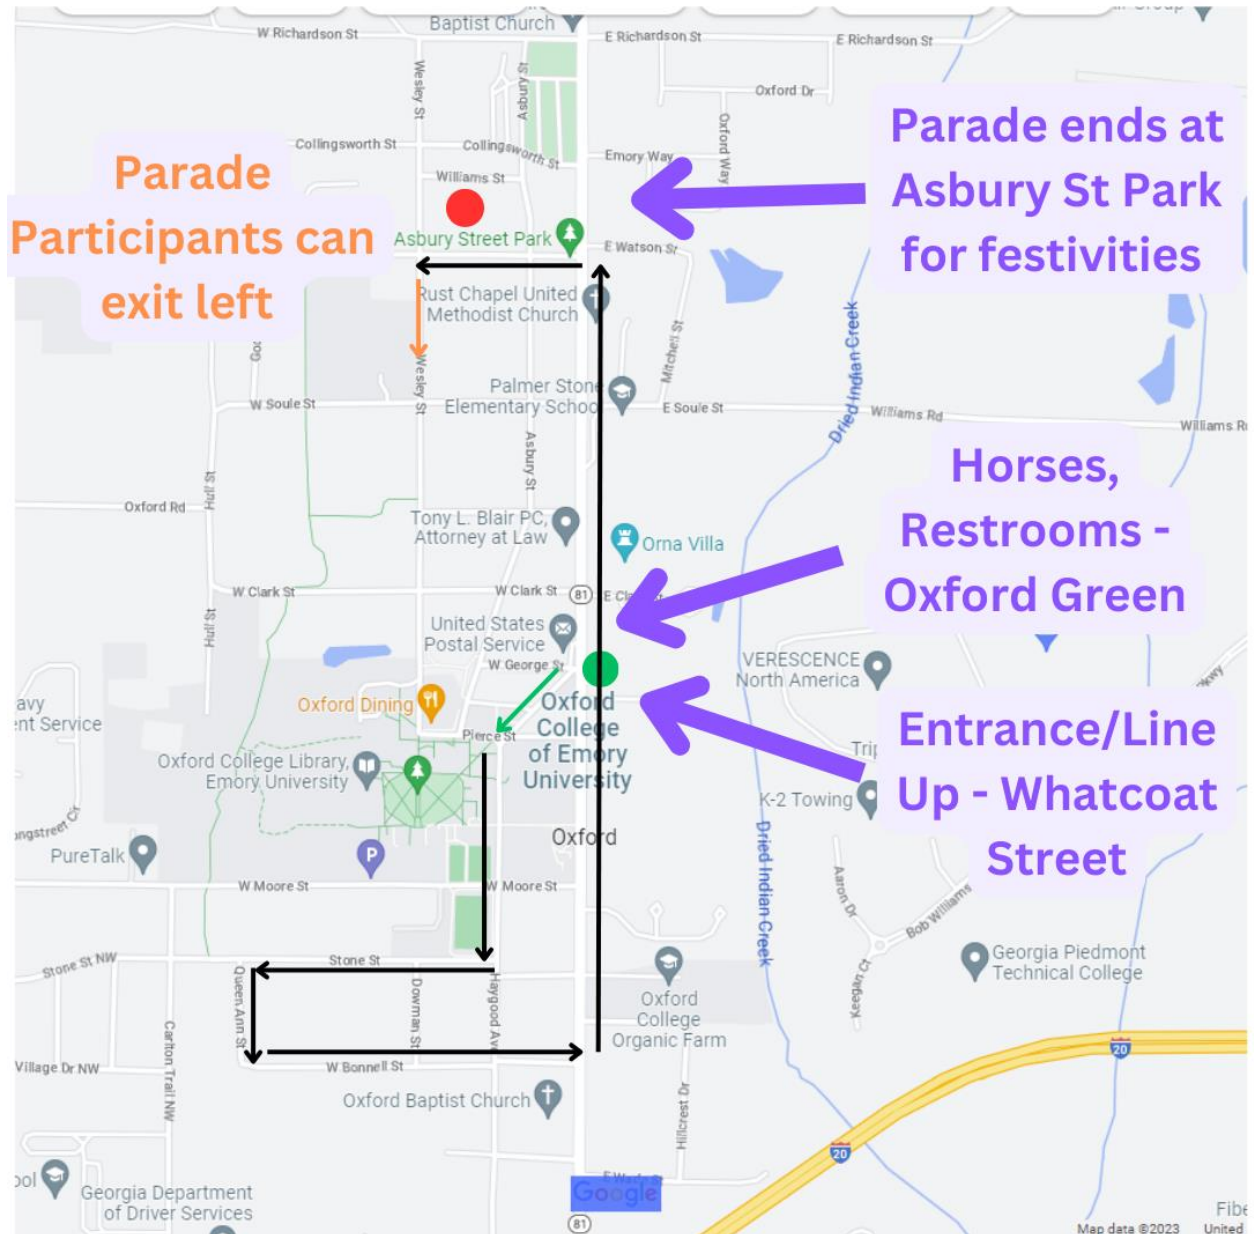 Baptist Church
W Richardson St
E Richardson St
E Richardson St
Wesley St
Asbury St
Oxford Dr
Oxford Way
Collingsworth St
Collingsworth St
Emory Way
Williams St
Parade
Participants can
exit left
Parade ends at
Asbury St Park
for festivities
Asbury Street Park
E Watson St
Rust Chapel United
Methodist Church
Mitchell St
Wesley St
Palmer Stone
Elementary School
W Soule St
E Soule St
Williams Rd
Dried Indian Creek
Asbury St
Hull St
Oxford Rd
Tony L. Blair PC,
Attorney at Law
Orna Villa
Horses,
Restrooms -
Oxford Green
W Clark St
W Clark St
81
Hull St
United States
Postal Service
W George St
VERESCENCE
North America
Oxford Dining
Oxford
College
of Emory
University
Pierce St
Entrance/Line
Up - Whatcoat
Street
Oxford College Library,
Emory University
K-2 Towing
Oxford
PureTalk
P
W Moore St
W Moore St
Dried Indian Creek
Aaron Dr
Bob Williams
Keegan Ct
Stone St NW
Stone St
Queen Ann St
Dowman St
Haygood Ave
Georgia Piedmont
Technical College
Oxford
College
Organic Farm
Carlton Trail NW
Village Dr NW
W Bonnell St
20
Oxford Baptist Church
Hillcrest Dr
20
Georgia Department
of Driver Services
Google
81
Map data ©2023
United